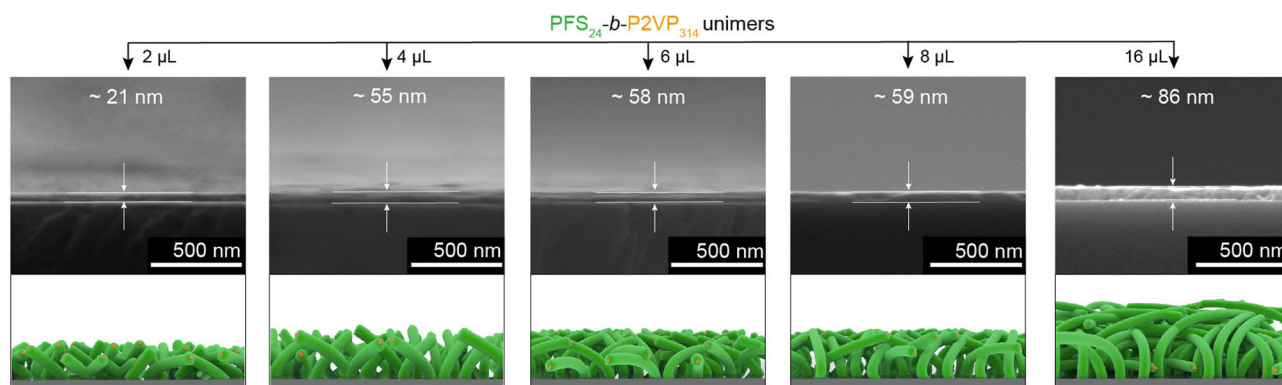 PFS₂₄-b-P2VP₃₁₄ unimers
2 µL
4 µL
6 µL
8 µL
16 µL
~ 21 nm
~ 55 nm
~ 58 nm
~ 59 nm
~ 86 nm
500 nm
500 nm
500 nm
500 nm
500 nm